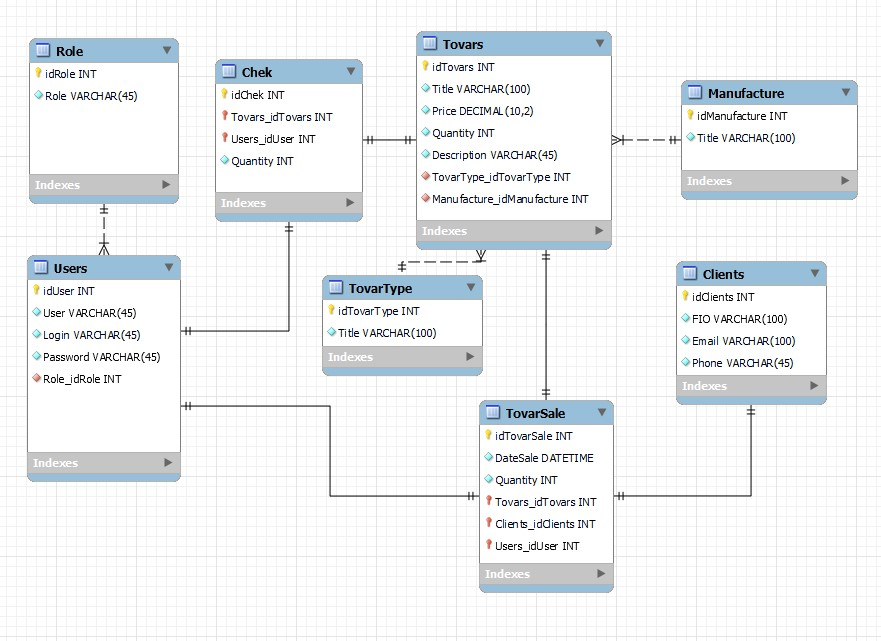 Role
idRole INT
Role VARCHAR(45)
Indexes
Chek
idChek INT
Tovars_idTovars INT
Users_idUser INT
Quantity INT
Indexes
Tovars
idTovars INT
Title VARCHAR(100)
Price DECIMAL(10,2)
Quantity INT
Description VARCHAR(45)
TovarType_idTovarType INT
Manufacture_idManufacture INT
Indexes
Manufacture
idManufacture INT
Title VARCHAR(100)
Indexes
Users
idUser INT
User VARCHAR(45)
Login VARCHAR(45)
Password VARCHAR(45)
Role_idRole INT
Indexes
TovarType
idTovarType INT
Title VARCHAR(100)
Indexes
Clients
idClients INT
FIO VARCHAR(100)
Email VARCHAR(100)
Phone VARCHAR(45)
Indexes
TovarSale
idTovarSale INT
DateSale DATETIME
Quantity INT
Tovars_idTovars INT
Clients_idClients INT
Users_idUser INT
Indexes